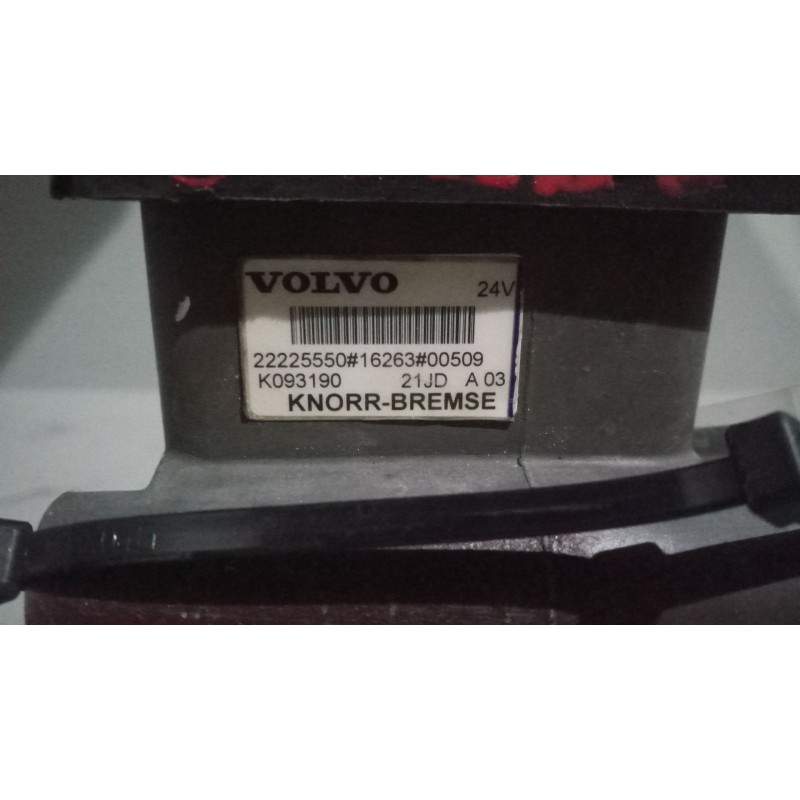 VOLVO
24V
22225550#16263#00509
K093190 21JD A 03
KNORR-BREMSE